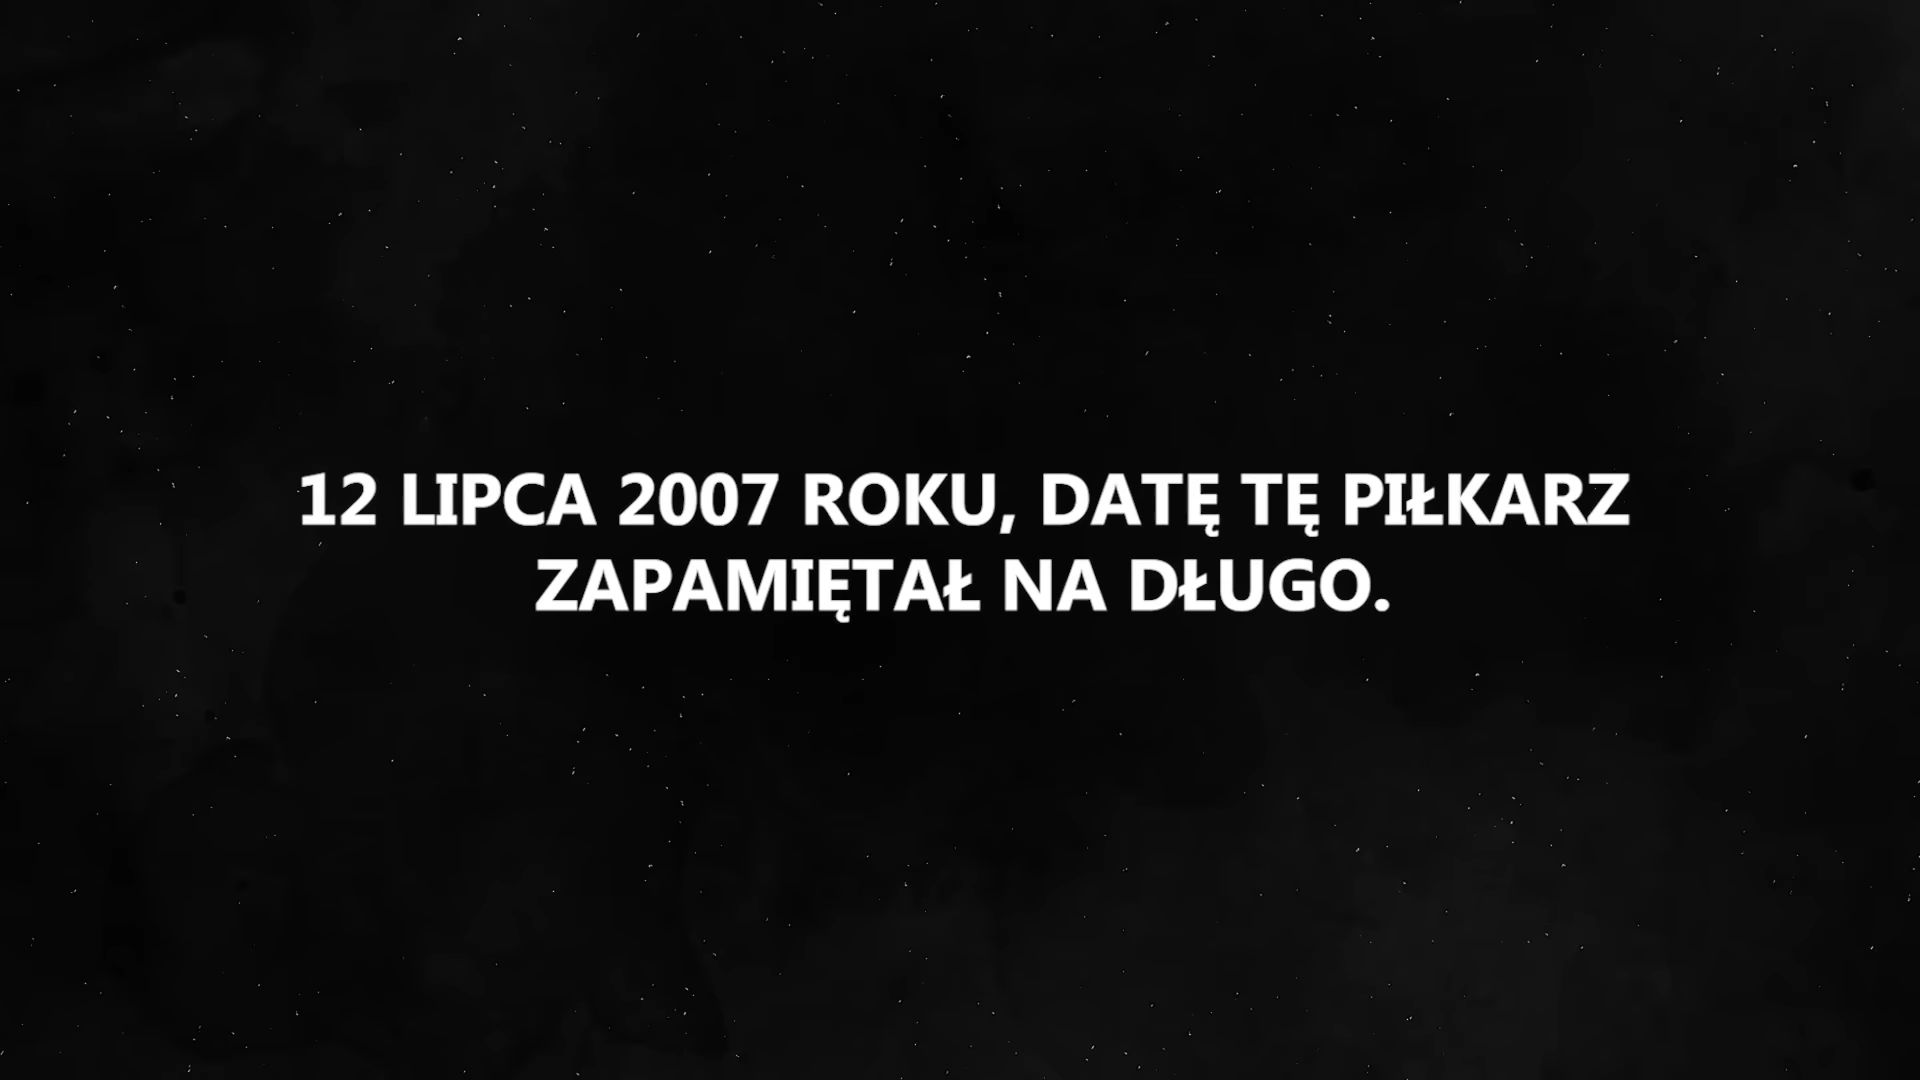 12 LIPCA 2007 ROKU, DATĘ TĘ PIŁKARZ
ZAPAMIĘTAŁ NA DŁUGO.